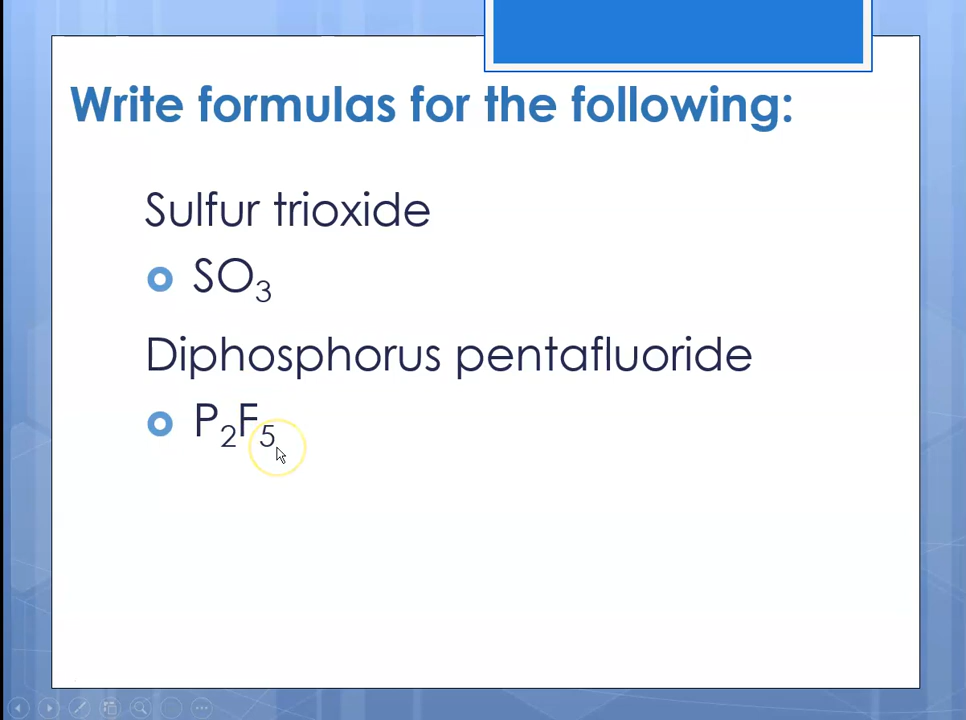 Write formulas for the following:
Sulfur trioxide
SO₃
Diphosphorus pentafluoride
P₂F₅